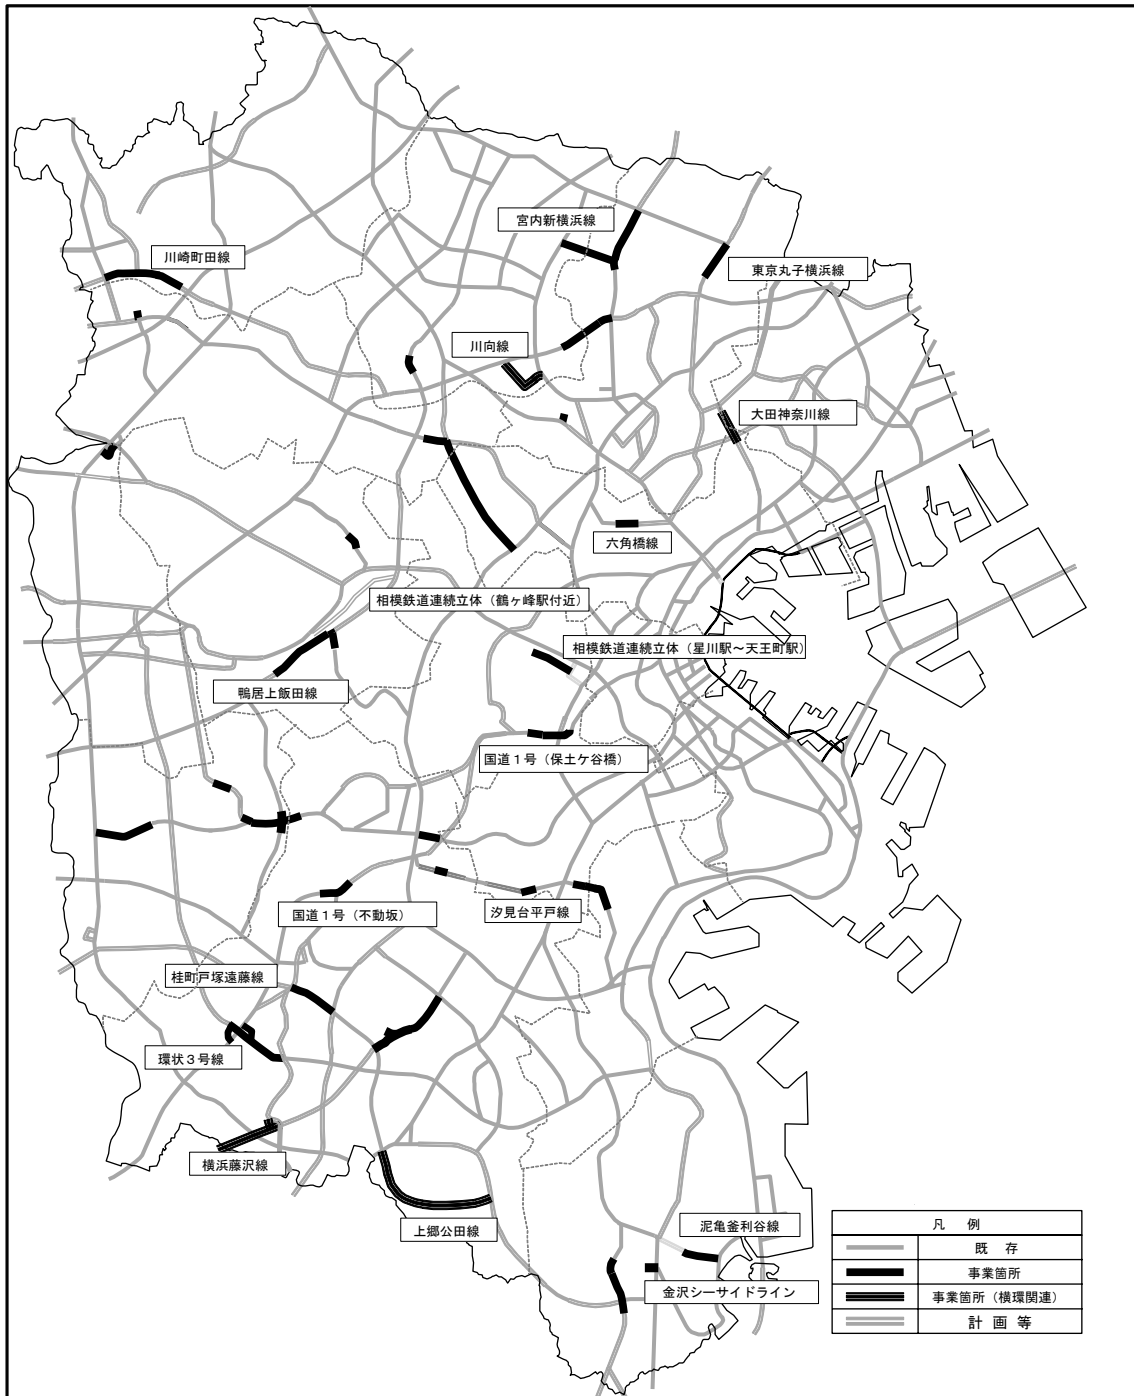 宮内新横浜線
川崎町田線
東京丸子横浜線
川向線
大田神奈川線
六角橋線
相模鉄道連続立体（鶴ヶ峰駅付近）
相模鉄道連続立体（星川駅～天王町駅）
鴨居上飯田線
国道１号（保土ケ谷橋）
汐見台平戸線
国道１号（不動坂）
桂町戸塚遠藤線
環状３号線
横浜藤沢線
上郷公田線
泥亀釜利谷線
金沢シーサイドライン
凡 例
既 存
事業箇所
事業箇所（横環関連）
計 画 等